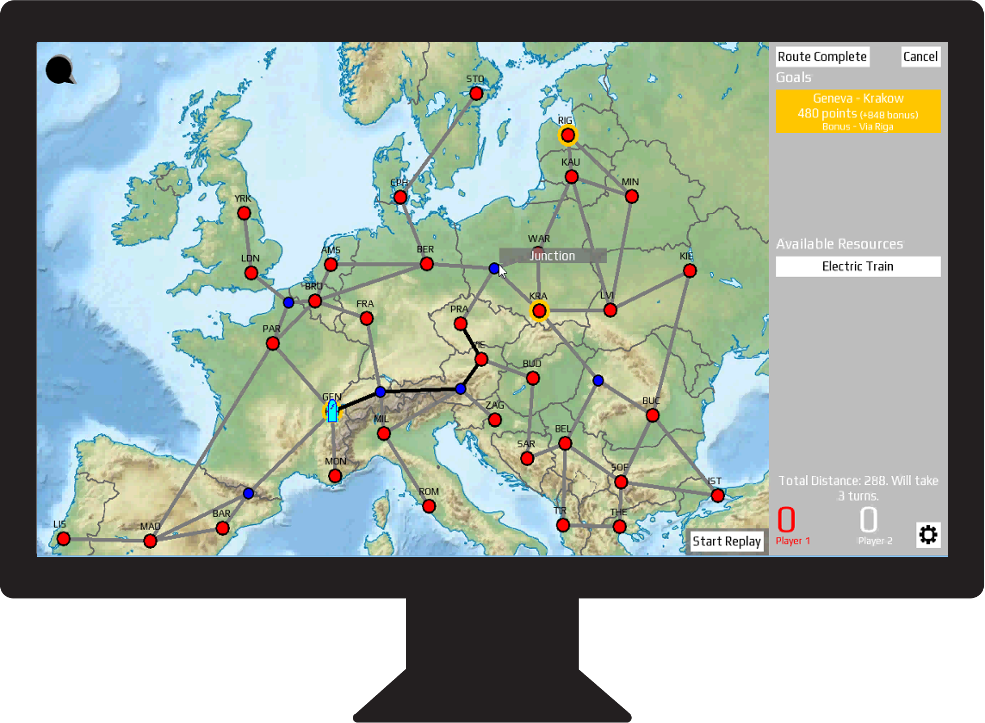 Route Complete
Cancel
Goals
Geneva - Krakow
480 points (+848 bonus)
Bonus - Via Riga
Available Resources
Electric Train
Total Distance: 288. Will take
3 turns.
0
0
Player 1
Player 2
Start Replay
STO
RIG
KAU
MIN
YRK
WAR
Junction
LDN
AMS
BER
KIE
BRU
FRA
PRA
KRA
LVI
PAR
BUD
GEN
ZAG
BUC
MIL
BEL
SAR
MON
SOF
IST
ROM
LIS
MAD
BAR
TIR
THE